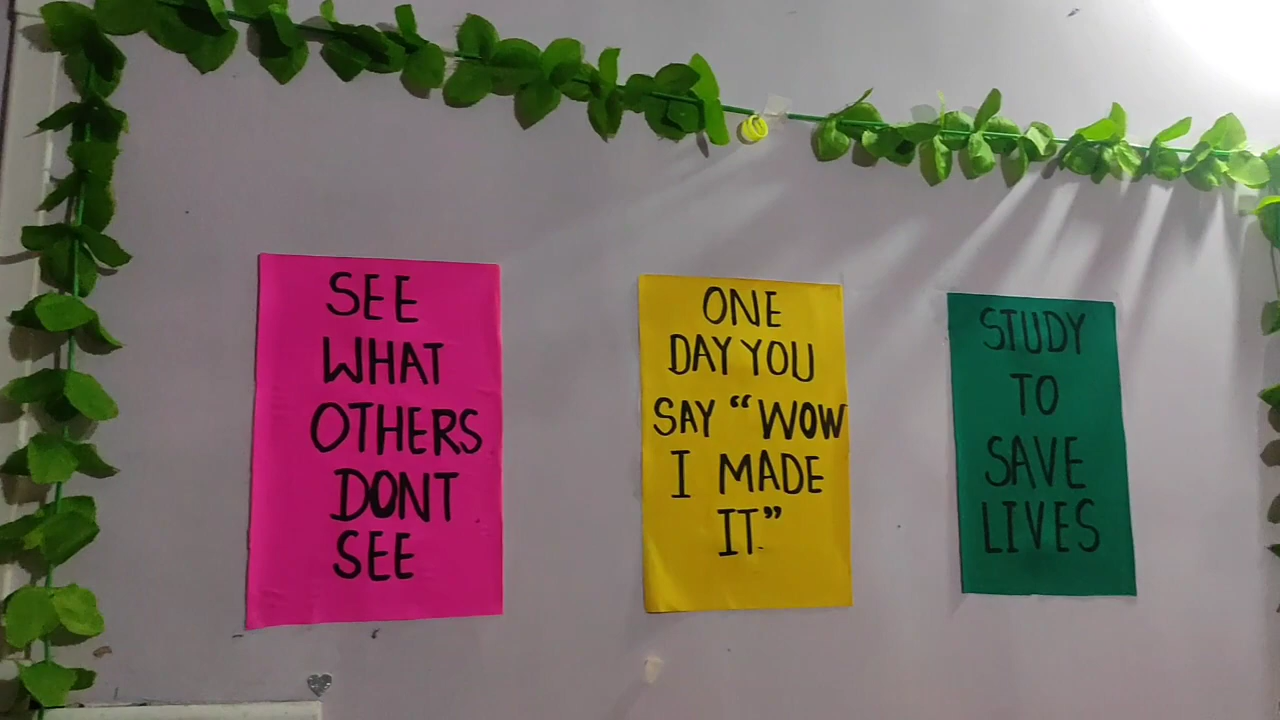 SEE
WHAT
OTHERS
DONT
SEE
ONE
DAY YOU
SAY “WOW
I MADE
IT”
STUDY
TO
SAVE
LIVES